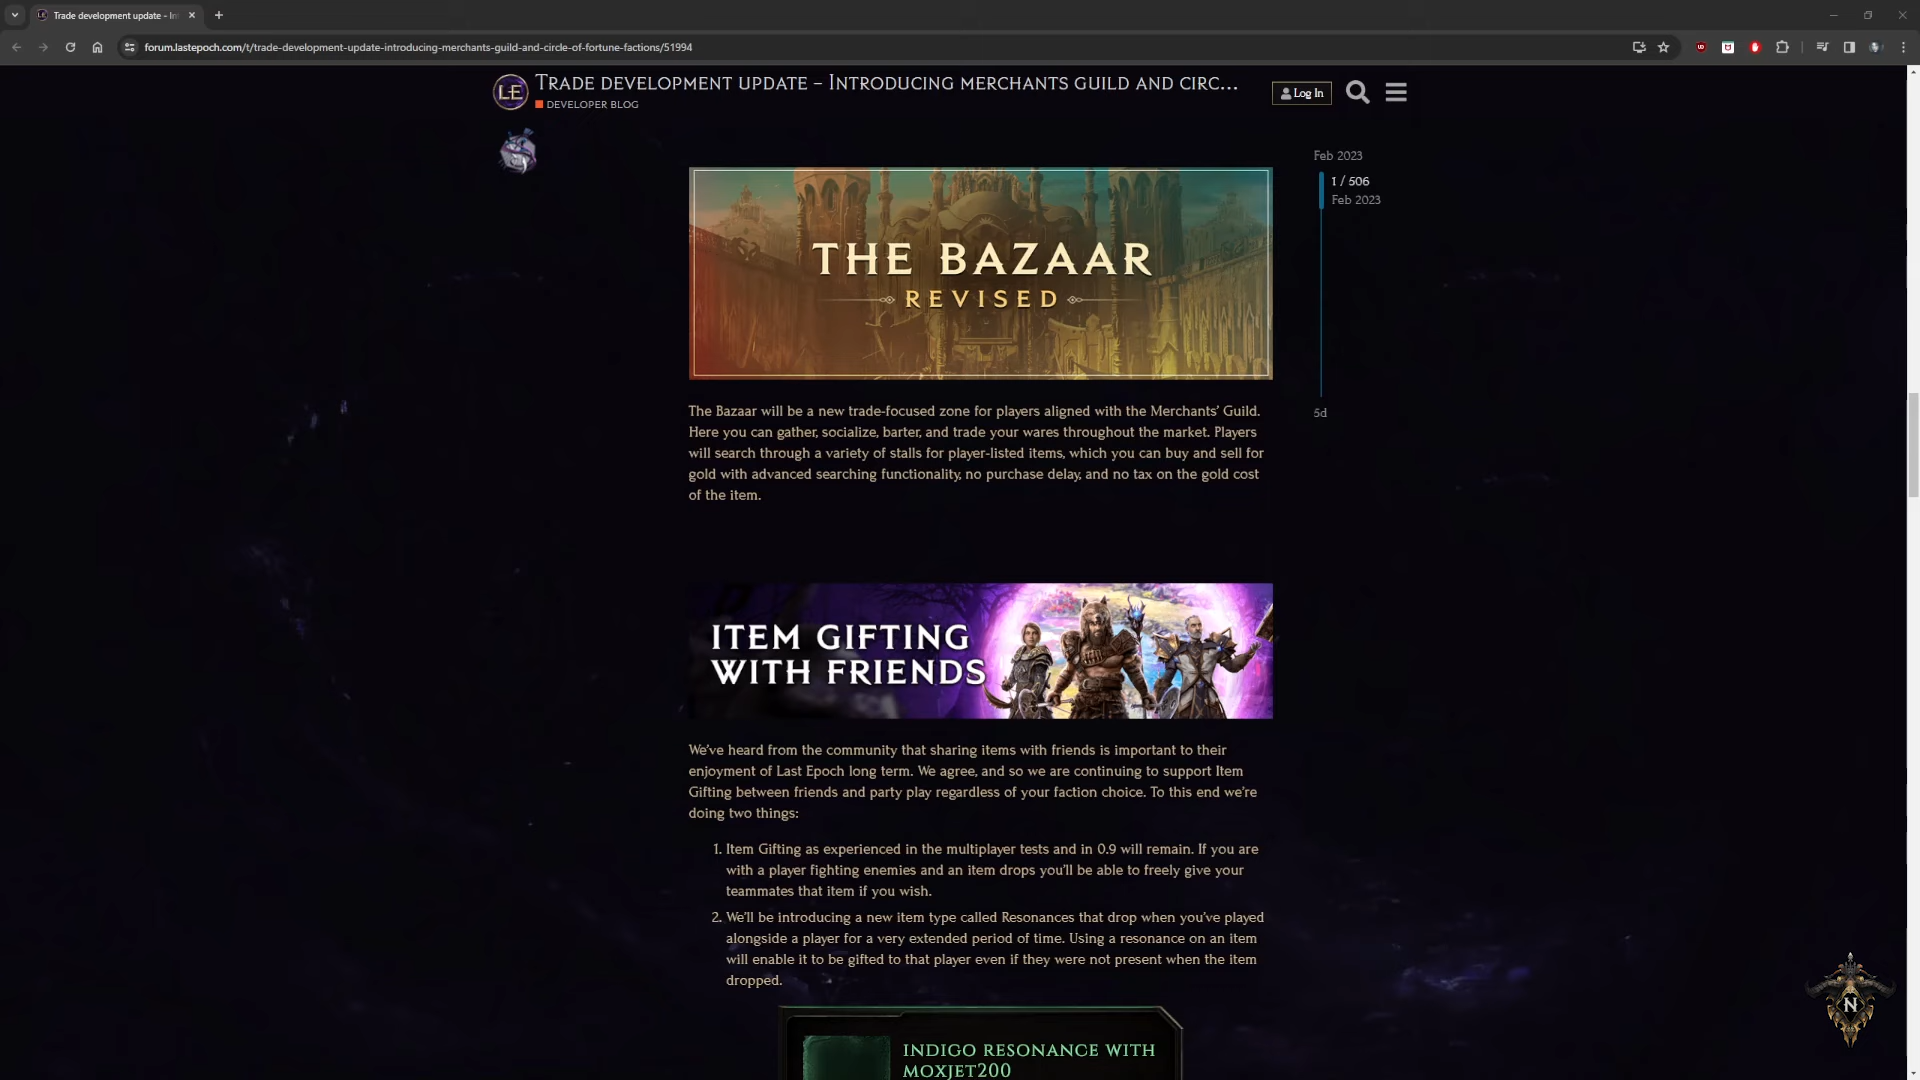 Trade development update – In
forum.lastepoch.com/t/trade-development-update-introducing-merchants-guild-and-circle-of-fortune-factions/51994
LE
Trade development update – Introducing merchants guild and circ...
DEVELOPER BLOG
Log In
Feb 2023
1 / 506
Feb 2023
5d
THE BAZAAR
REVISED
The Bazaar will be a new trade-focused zone for players aligned with the Merchants’ Guild.
Here you can gather, socialize, barter, and trade your wares throughout the market. Players
will search through a variety of stalls for player-listed items, which you can buy and sell for
gold with advanced searching functionality, no purchase delay, and no tax on the gold cost
of the item.
ITEM GIFTING
WITH FRIENDS
We’ve heard from the community that sharing items with friends is important to their
enjoyment of Last Epoch long term. We agree, and so we are continuing to support Item
Gifting between friends and party play regardless of your faction choice. To this end we’re
doing two things:
1. Item Gifting as experienced in the multiplayer tests and in 0.9 will remain. If you are
with a player fighting enemies and an item drops you’ll be able to freely give your
teammates that item if you wish.
2. We’ll be introducing a new item type called Resonances that drop when you’ve played
alongside a player for a very extended period of time. Using a resonance on an item
will enable it to be gifted to that player even if they were not present when the item
dropped.
INDIGO RESONANCE WITH
MOXJET200
N